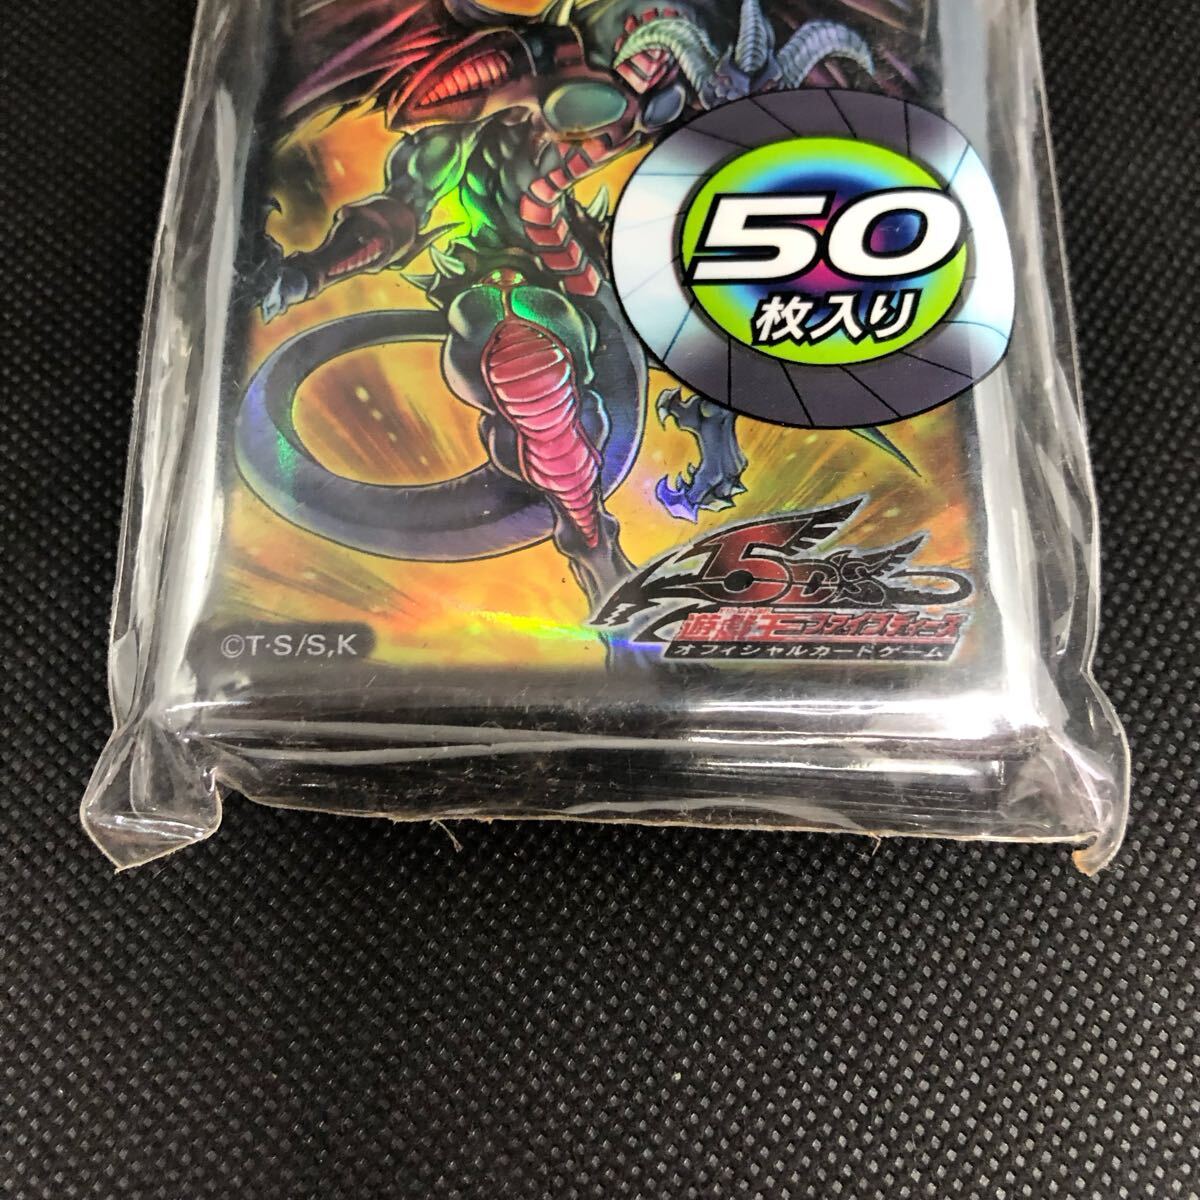 50
枚入り
5D's
遊戯王ファイブディーズ
オフィシャルカードゲーム
©T·S/S,K